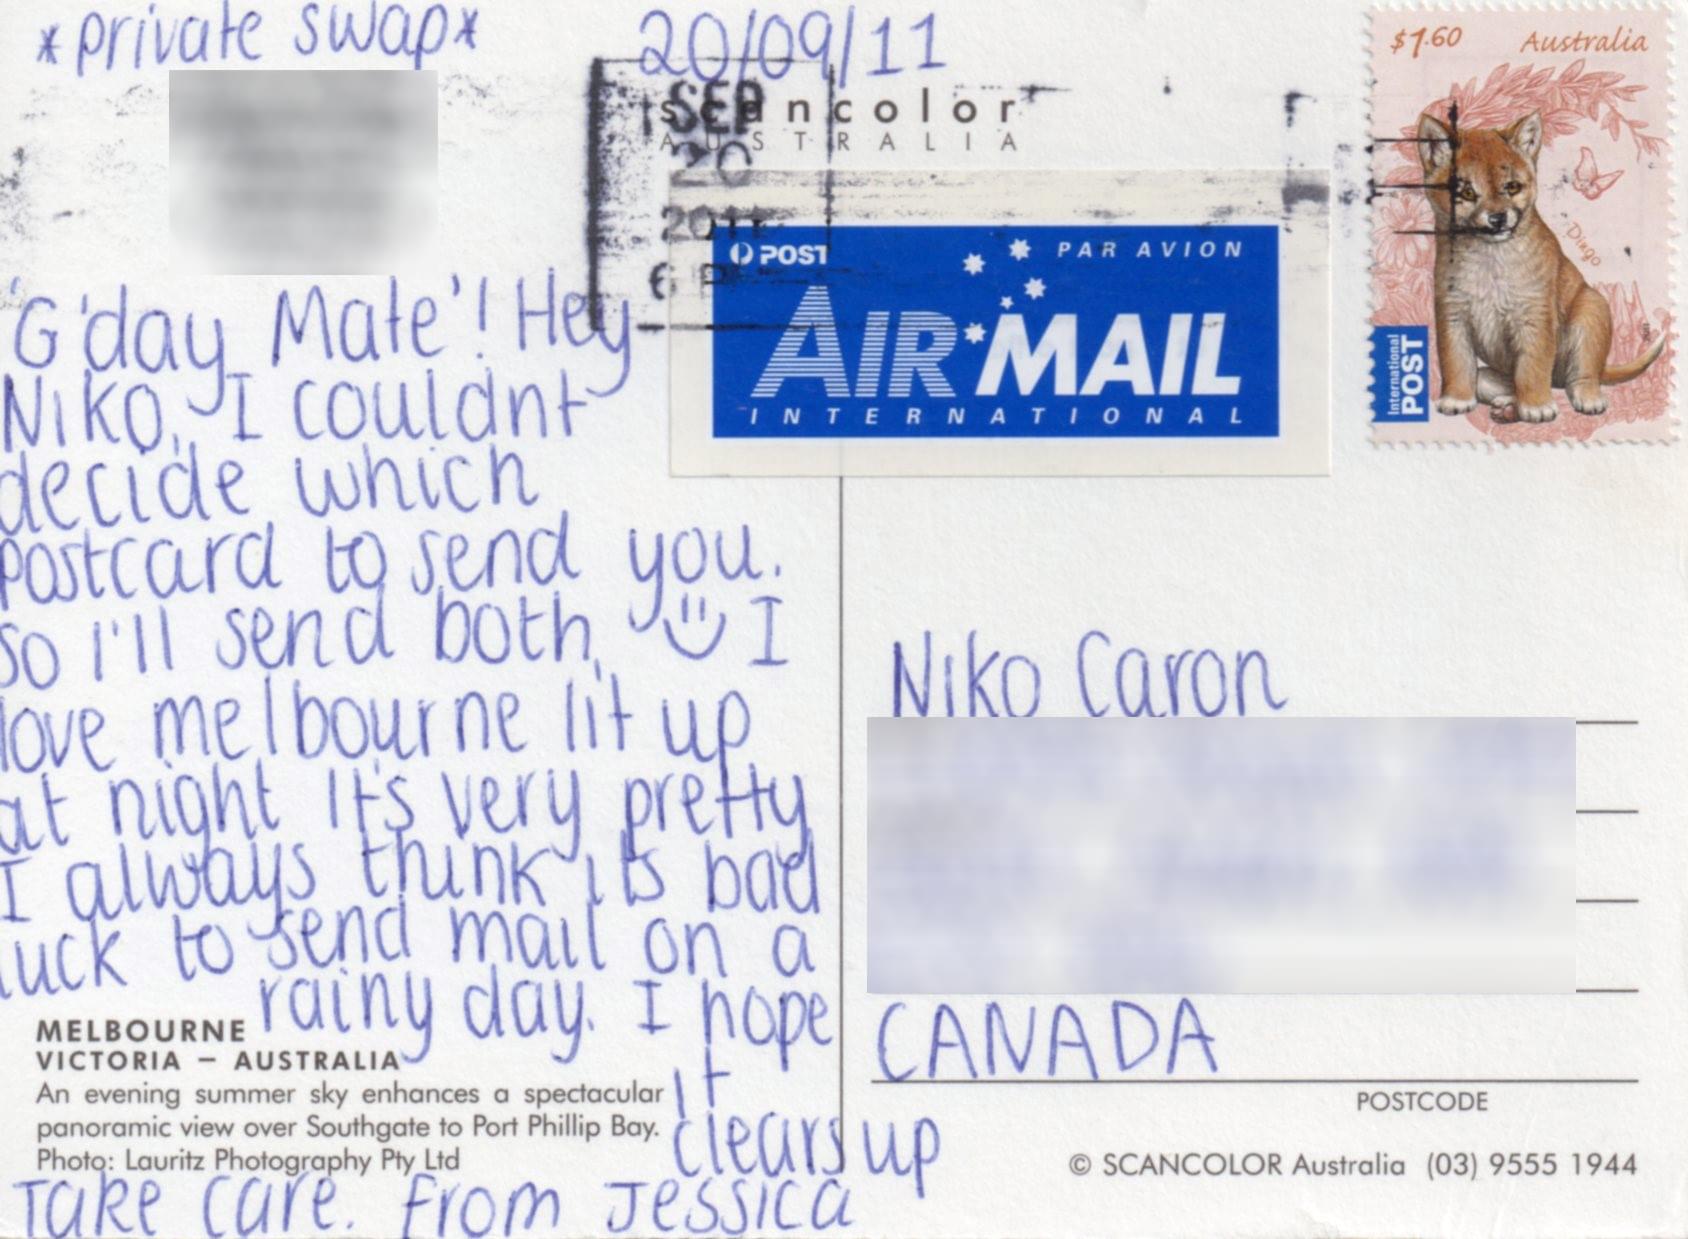 *private swap*
20/09/11
scancolor
AUSTRALIA
SEP
20
2011
6
$1.60 Australia
Dingo
International
POST
POST
PAR AVION
AIR MAIL
INTERNATIONAL
'G'day Mate'! Hey
Niko, I couldnt
decide which
postcard to send you.
so I'll send both, I
love melbourne lit up
at night It's very pretty
I always think its bad
luck to send mail on a
rainy day. I hope
it
clears up
Take care. From Jessica
MELBOURNE
VICTORIA – AUSTRALIA
An evening summer sky enhances a spectacular
panoramic view over Southgate to Port Phillip Bay.
Photo: Lauritz Photography Pty Ltd
Niko Caron
CANADA
POSTCODE
© SCANCOLOR Australia (03) 9555 1944